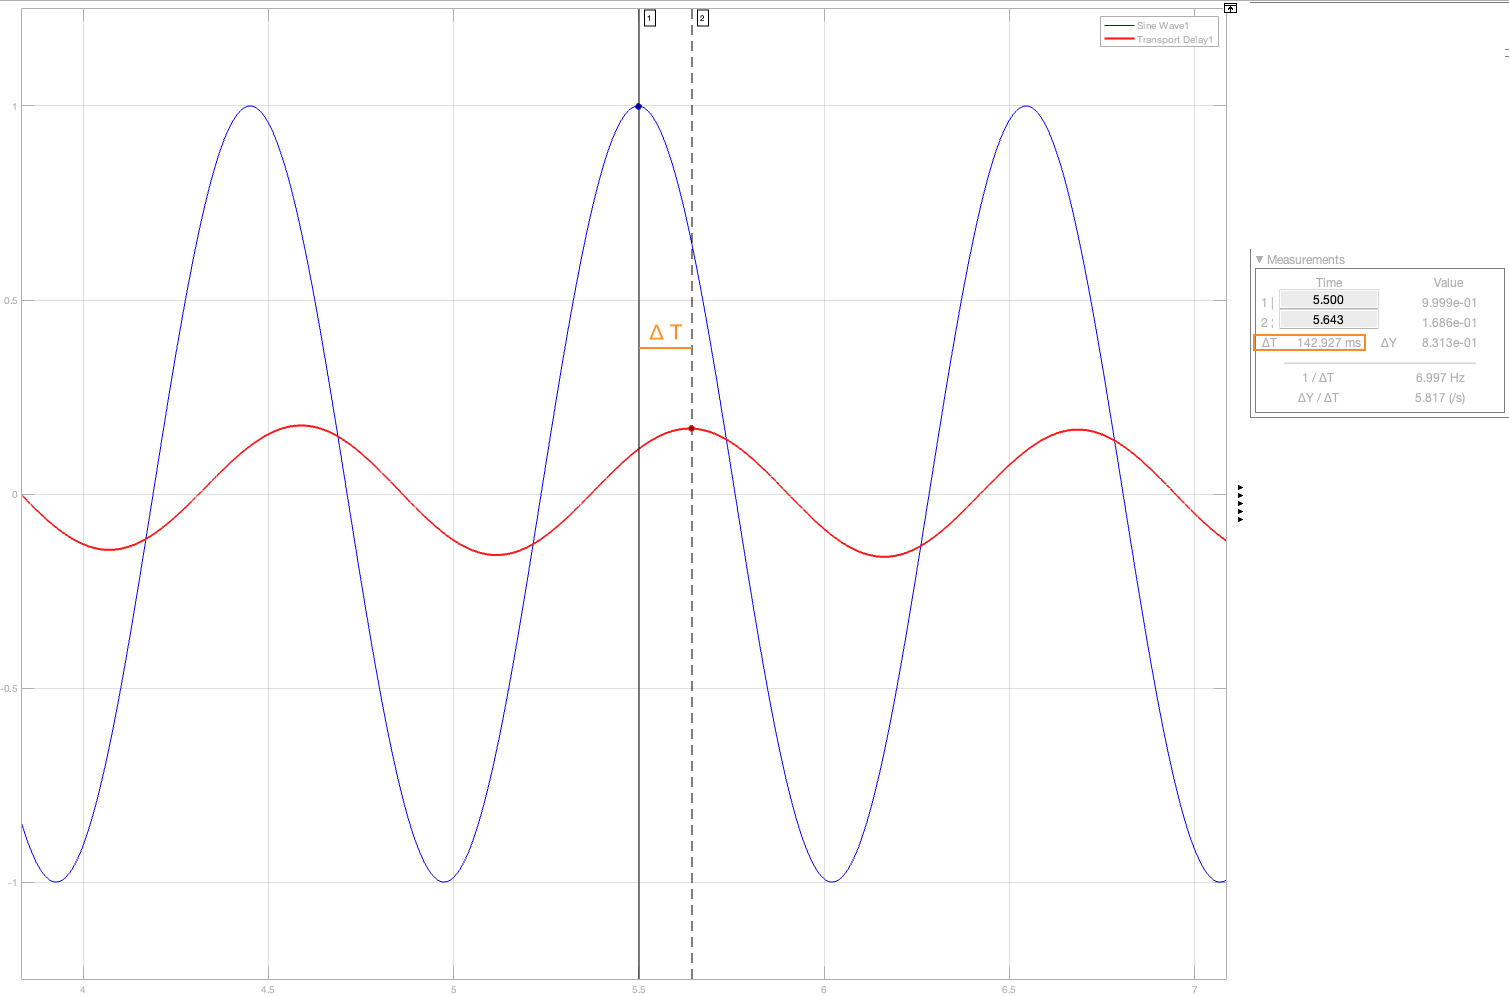 1
2
Sine Wave1
Transport Delay1
1
0.5
0
-0.5
-1
Δ T
4
4.5
5
5.5
6
6.5
7
▼ Measurements
Time Value
1 | 5.500 9.999e-01
2 ¦ 5.643 1.686e-01
ΔT 142.927 ms ΔY 8.313e-01
1 / ΔT 6.997 Hz
ΔY / ΔT 5.817 (/s)